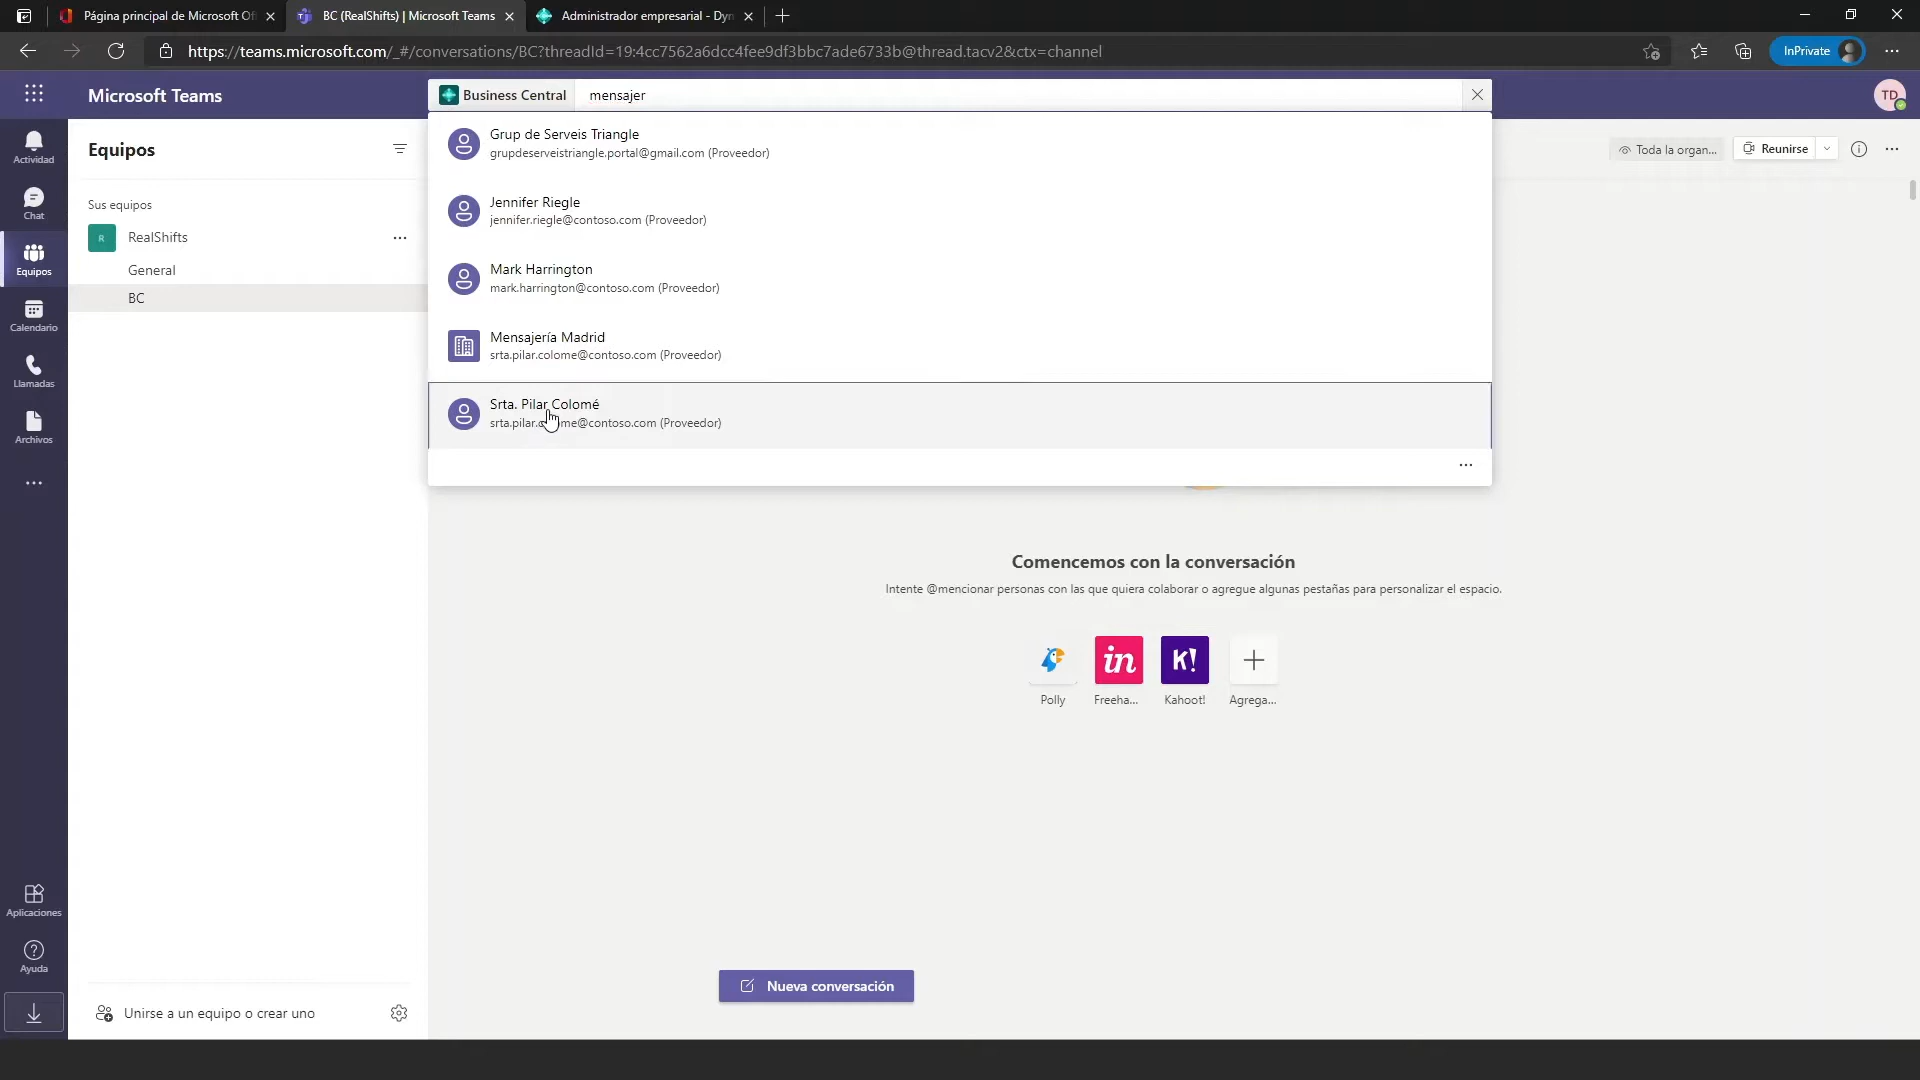 Página principal de Microsoft Of
BC (RealShifts) | Microsoft Teams
Administrador empresarial - Dyn
https://teams.microsoft.com/_#/conversations/BC?threadId=19:4cc7562a6dcc4fee9df3bbc7ade6733b@thread.tacv2&ctx=channel
InPrivate
Microsoft Teams
Business Central
mensajer
TD
Actividad
Chat
Equipos
Calendario
Llamadas
Archivos
Aplicaciones
Ayuda
Equipos
Sus equipos
R
RealShifts
General
BC
Unirse a un equipo o crear uno
Grup de Serveis Triangle
grupdeserveistriangle.portal@gmail.com (Proveedor)
Jennifer Riegle
jennifer.riegle@contoso.com (Proveedor)
Mark Harrington
mark.harrington@contoso.com (Proveedor)
Mensajería Madrid
srta.pilar.colome@contoso.com (Proveedor)
Srta. Pilar Colomé
srta.pilar.colome@contoso.com (Proveedor)
Toda la organ...
Reunirse
Comencemos con la conversación
Intente @mencionar personas con las que quiera colaborar o agregue algunas pestañas para personalizar el espacio.
in
K!
Polly
Freeha...
Kahoot!
Agrega...
Nueva conversación